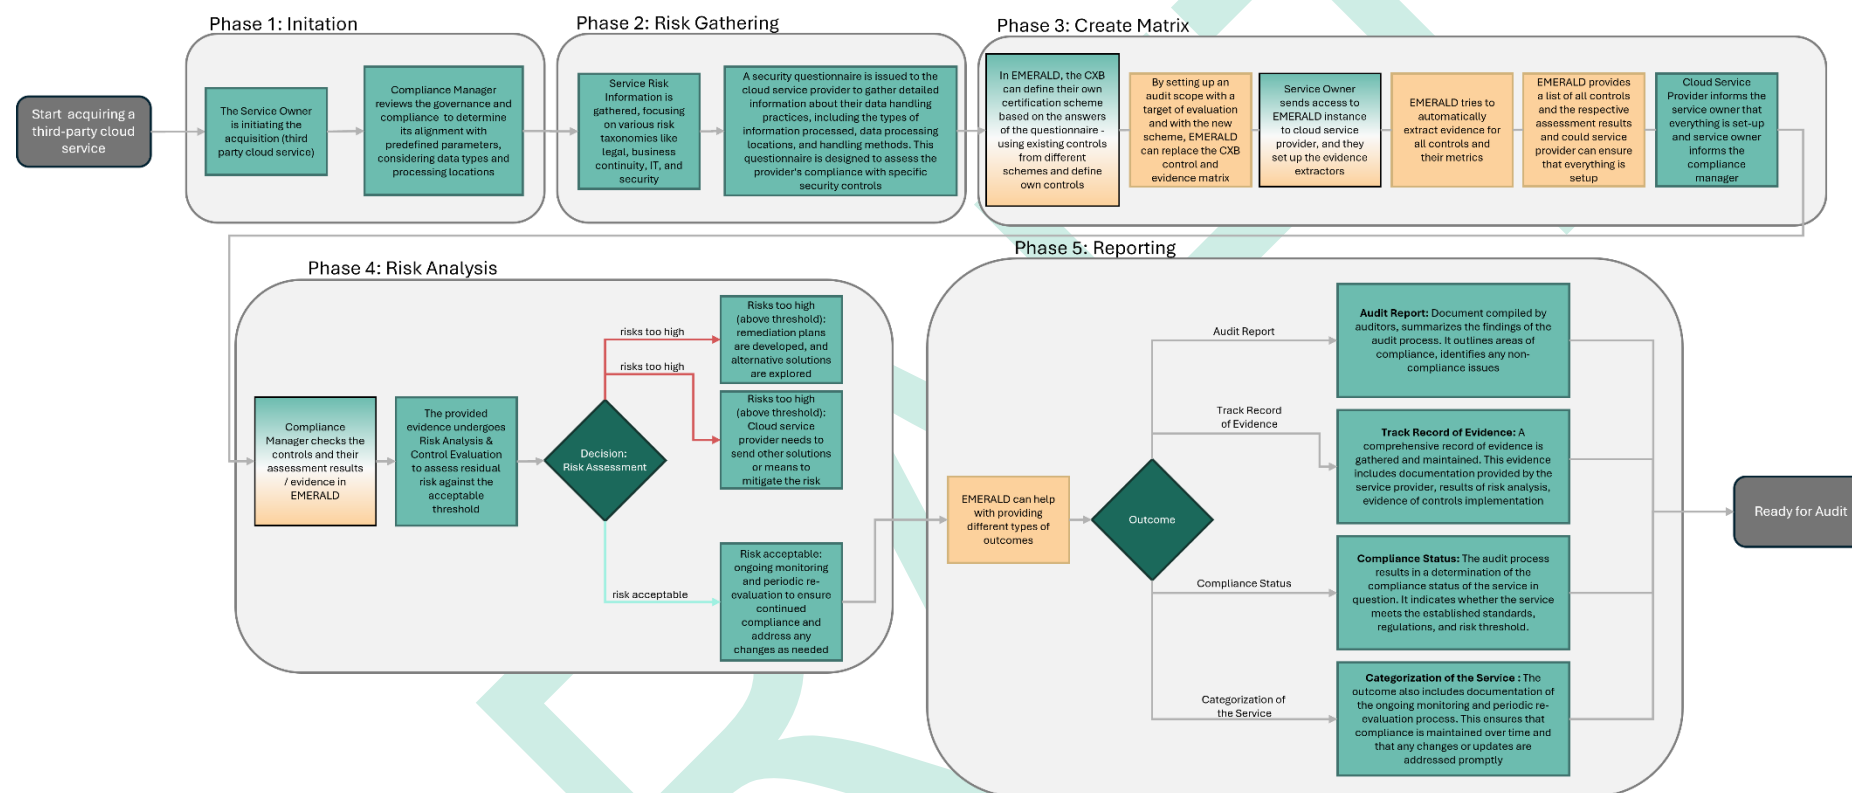 Phase 1: Initation
Phase 2: Risk Gathering
Phase 3: Create Matrix
Start acquiring a
third-party cloud
service
The Service Owner
is initiating the
acquisition (third
party cloud service)
Compliance Manager
reviews the governance and
compliance to determine
its alignment with
predefined parameters,
considering data types and
processing locations
Service Risk
Information is
gathered, focusing
on various risk
taxonomies like
legal, business
continuity, IT, and
security
A security questionnaire is issued to the
cloud service provider to gather detailed
information about their data handling
practices, including the types of
information processed, data processing
locations, and handling methods. This
questionnaire is designed to assess the
provider's compliance with specific
security controls
In EMERALD, the CXB
can define their own
certification scheme
based on the answers
of the questionnaire -
using existing controls
from different
schemes and define
own controls
By setting up an
audit scope with a
target of evaluation
and with the new
scheme, EMERALD
can replace the CXB
control and
evidence matrix
Service Owner
sends access to
EMERALD instance
to cloud service
provider, and they
set up the evidence
extractors
EMERALD tries to
automatically
extract evidence for
all controls and
their metrics
EMERALD provides
a list of all controls
and the respective
assessment results
and could service
provider can ensure
that everything is
setup
Cloud Service
Provider informs the
service owner that
everything is set-up
and service owner
informs the
compliance
manager
Phase 4: Risk Analysis
Compliance
Manager checks the
controls and their
assessment results
/ evidence in
EMERALD
The provided
evidence undergoes
Risk Analysis &
Control Evaluation
to assess residual
risk against the
acceptable
threshold
Decision:
Risk Assessment
risks too high
risks too high
risk acceptable
Risks too high
(above threshold):
remediation plans
are developed, and
alternative solutions
are explored
Risks too high
(above threshold):
Cloud service
provider needs to
send other solutions
or means to
mitigate the risk
Risk acceptable:
ongoing monitoring
and periodic re-
evaluation to ensure
continued
compliance and
address any
changes as needed
Phase 5: Reporting
EMERALD can help
with providing
different types of
outcomes
Outcome
Audit Report
Track Record
of Evidence
Compliance Status
Categorization of
the Service
Audit Report: Document compiled by
auditors, summarizes the findings of the
audit process. It outlines areas of
compliance, identifies any non-
compliance issues
Track Record of Evidence: A
comprehensive record of evidence is
gathered and maintained. This evidence
includes documentation provided by the
service provider, results of risk analysis,
evidence of controls implementation
Compliance Status: The audit process
results in a determination of the
compliance status of the service in
question. It indicates whether the service
meets the established standards,
regulations, and risk threshold.
Categorization of the Service : The
outcome also includes documentation of
the ongoing monitoring and periodic re-
evaluation process. This ensures that
compliance is maintained over time and
that any changes or updates are
addressed promptly
Ready for Audit